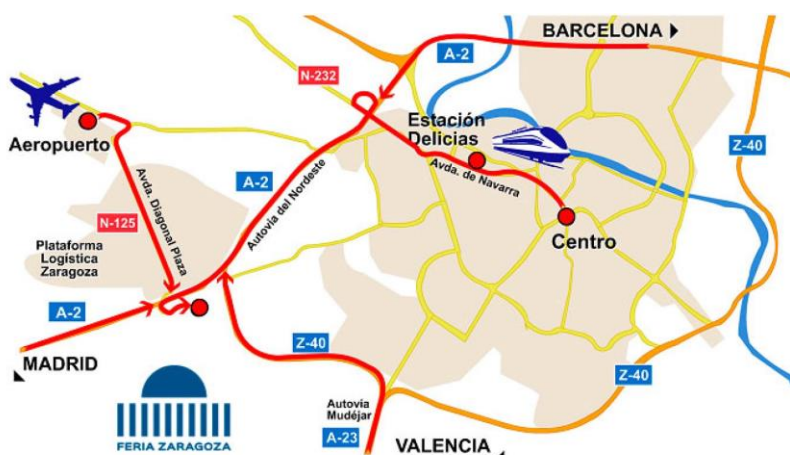 BARCELONA
A-2
N-232
Estación
Delicias
Aeropuerto
Z-40
A-2
Avda. de Navarra
Autovía del Nordeste
Avda. Diagonal Plaza
N-125
Centro
Plataforma
Logística
Zaragoza
A-2
MADRID
Z-40
Z-40
Autovía
Mudéjar
A-23
FERIA ZARAGOZA
VALENCIA